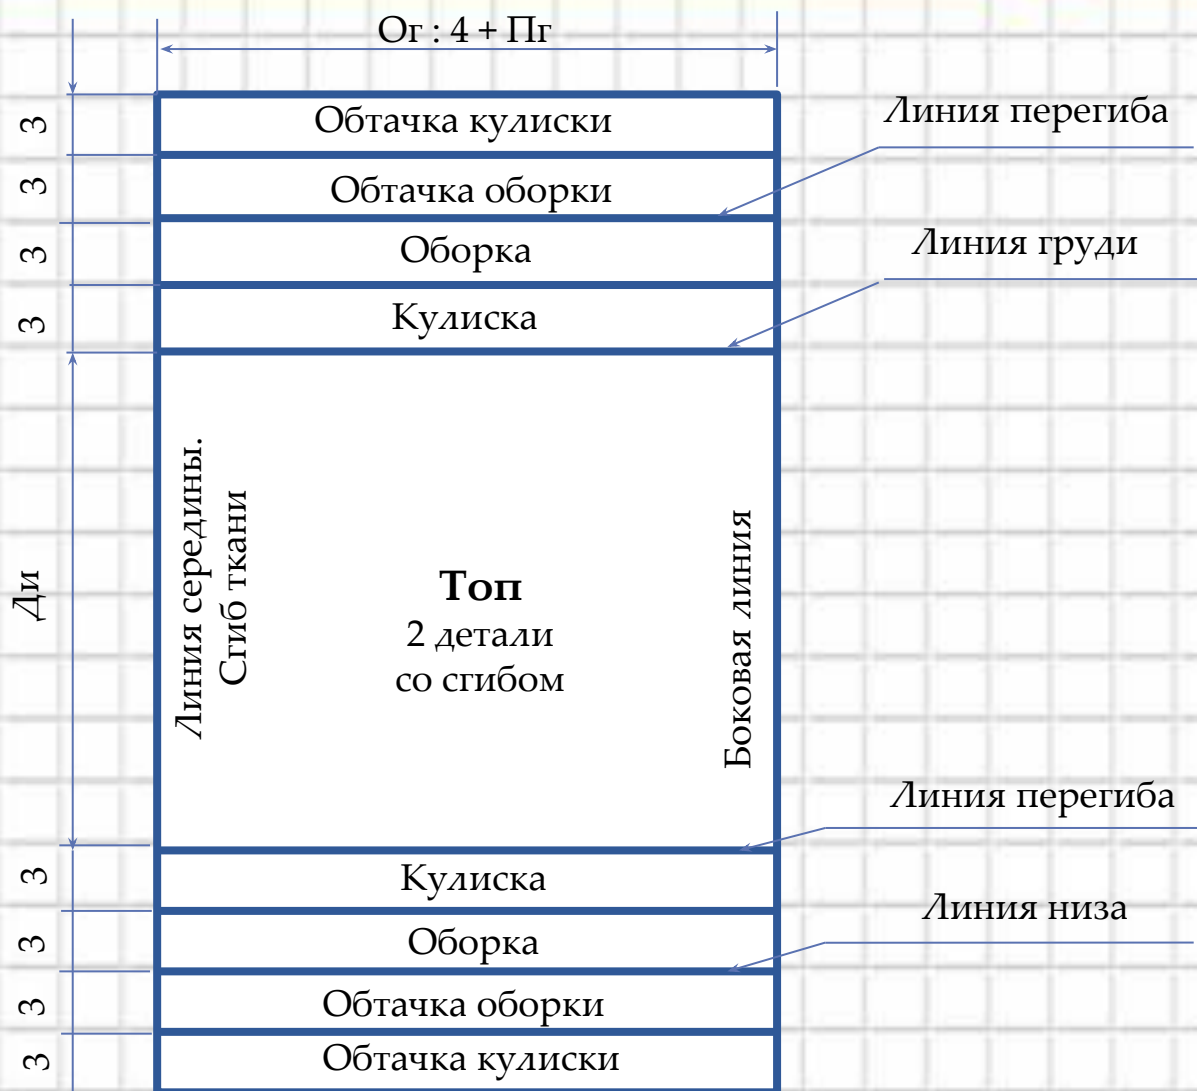 Ог : 4 + Пг
3
Обтачка кулиски
Линия перегиба
3
Обтачка оборки
3
Оборка
Линия груди
3
Кулиска
Ди
Линия середины.
Сгиб ткани
Топ
2 детали
со сгибом
Боковая линия
Линия перегиба
3
Кулиска
Линия низа
3
Оборка
3
Обтачка оборки
3
Обтачка кулиски